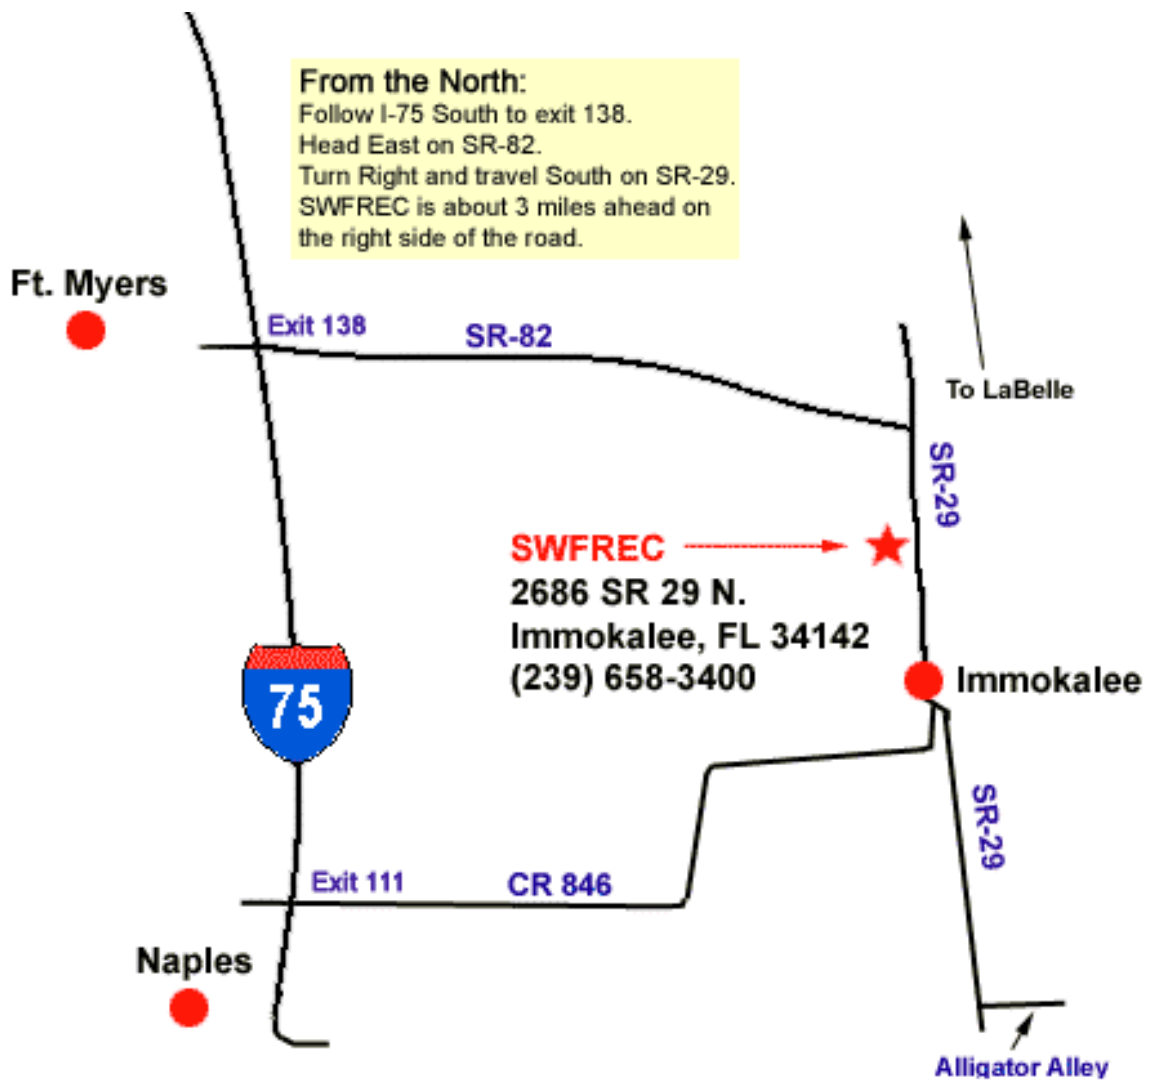 From the North:
Follow I-75 South to exit 138.
Head East on SR-82.
Turn Right and travel South on SR-29.
SWFREC is about 3 miles ahead on
the right side of the road.
Ft. Myers
Exit 138
SR-82
To LaBelle
SR-29
SWFREC
2686 SR 29 N.
Immokalee, FL 34142
(239) 658-3400
Immokalee
75
SR-29
Exit 111
CR 846
Naples
Alligator Alley